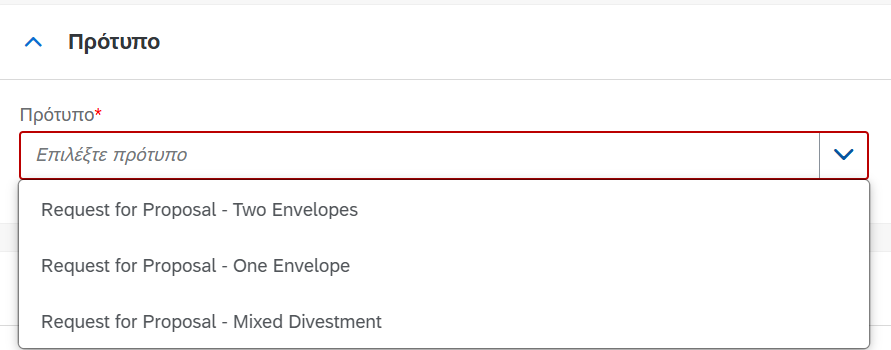 Πρότυπο
Πρότυπο*
Επιλέξτε πρότυπο
Request for Proposal - Two Envelopes
Request for Proposal - One Envelope
Request for Proposal - Mixed Divestment